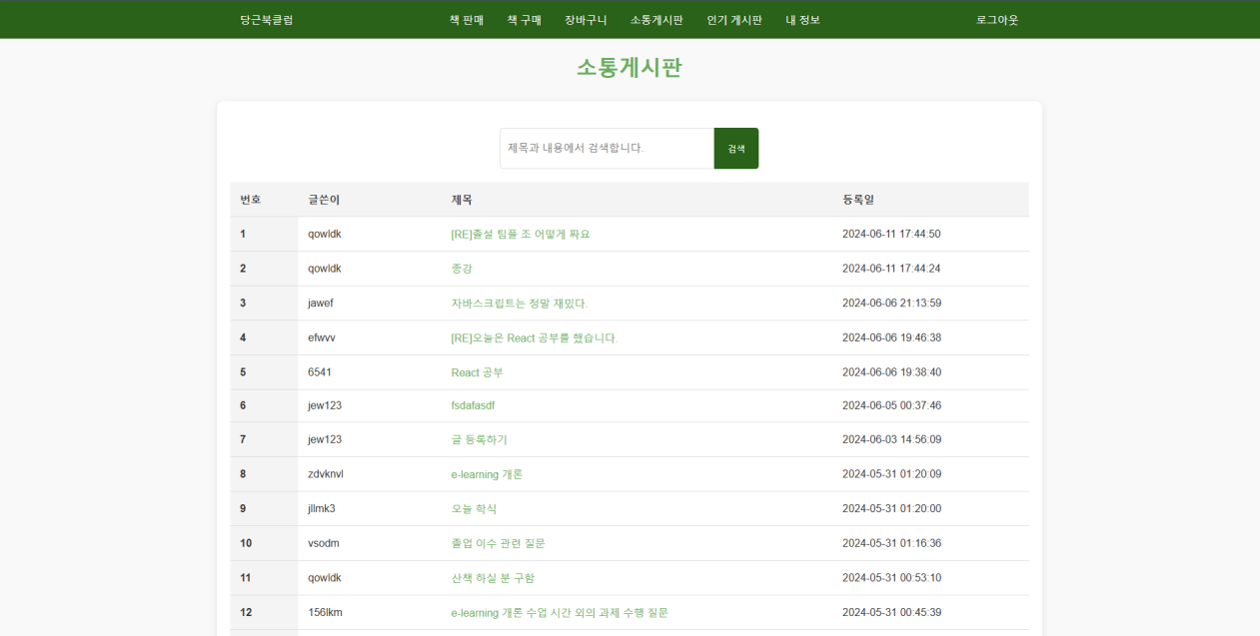 당근북클럽 책 판매 책 구매 장바구니 소통게시판 인기 게시판 내 정보 로그아웃
소통게시판
제목과 내용에서 검색합니다. 검색
번호 글쓴이 제목 등록일
1 qowldk [RE]졸설 팀플 조 어떻게 짜요 2024-06-11 17:44:50
2 qowldk 종강 2024-06-11 17:44:24
3 jawef 자바스크립트는 정말 재밌다. 2024-06-06 21:13:59
4 efwvv [RE]오늘은 React 공부를 했습니다. 2024-06-06 19:46:38
5 6541 React 공부 2024-06-06 19:38:40
6 jew123 fsdafasdf 2024-06-05 00:37:46
7 jew123 글 등록하기 2024-06-03 14:56:09
8 zdvknvl e-learning 개론 2024-05-31 01:20:09
9 jllmk3 오늘 학식 2024-05-31 01:20:00
10 vsodm 졸업 이수 관련 질문 2024-05-31 01:16:36
11 qowldk 산책 하실 분 구함 2024-05-31 00:53:10
12 156lkm e-learning 개론 수업 시간 외의 과제 수행 질문 2024-05-31 00:45:39